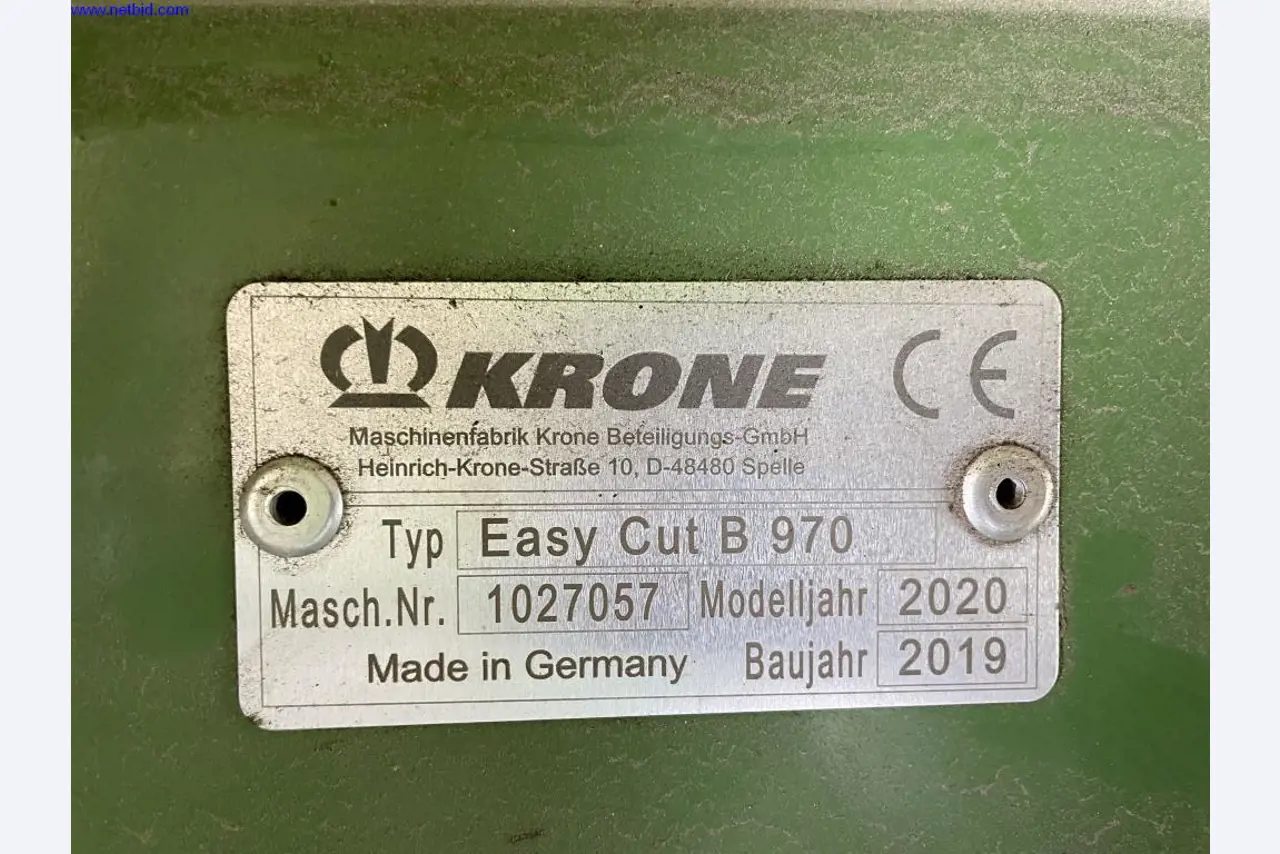 www.netbid.com
KRONE CE
Maschinenfabrik Krone Beteiligungs-GmbH
Heinrich-Krone-Straße 10, D-48480 Spelle
Typ Easy Cut B 970
Masch.Nr. 1027057 Modelljahr 2020
Made in Germany Baujahr 2019